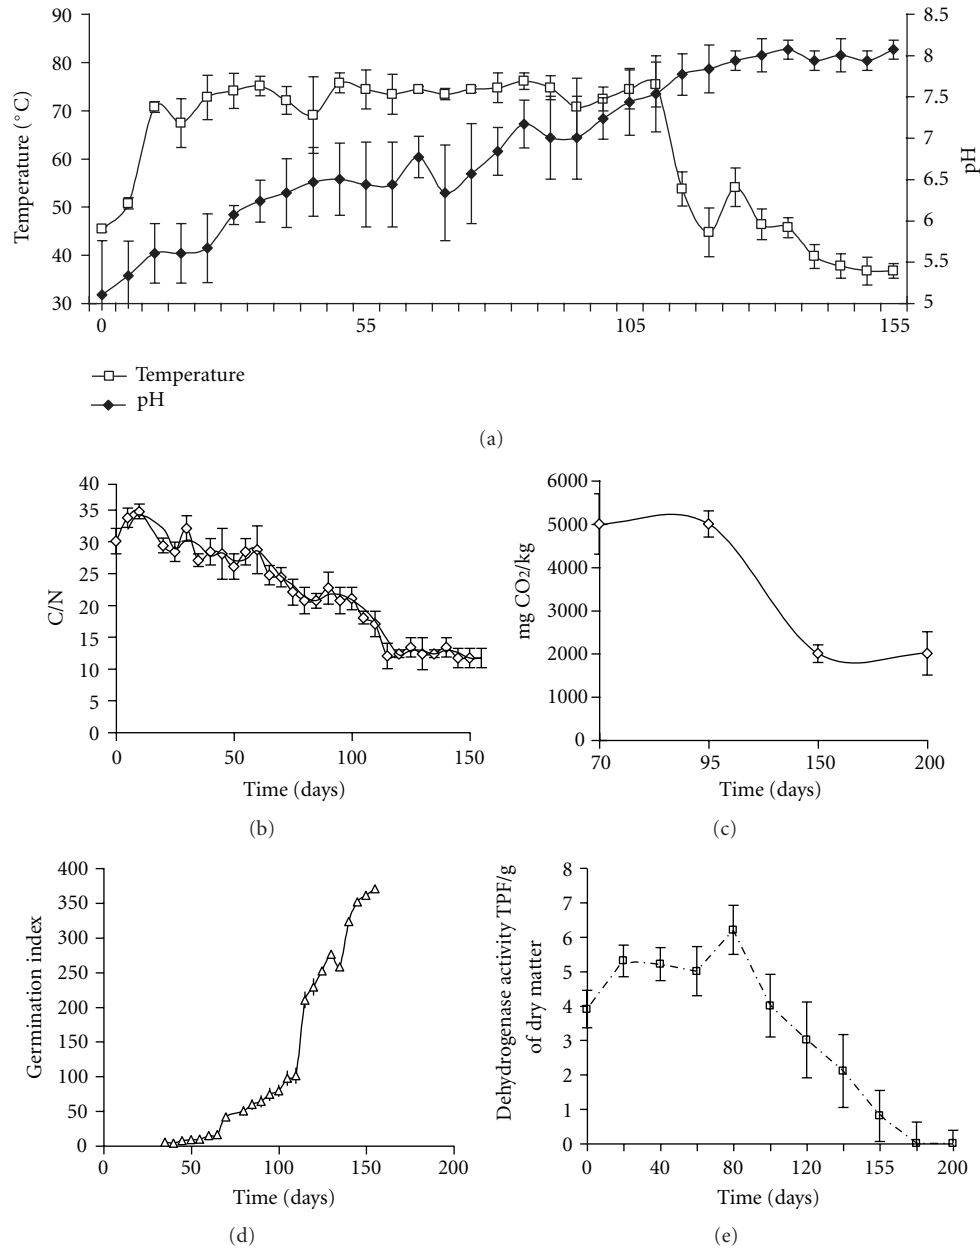 90
80
70
60
50
40
30
Temperature (°C)
8.5
8
7.5
7
6.5
6
5.5
5
pH
0 55 105 155
Temperature
pH
(a)
40
35
30
25
20
15
10
5
0
C/N
0 50 100 150
Time (days)
(b)
6000
5000
4000
3000
2000
1000
0
mg CO2/kg
70 95 150 200
Time (days)
(c)
400
350
300
250
200
150
100
50
0
Germination index
0 50 100 150 200
Time (days)
(d)
8
7
6
5
4
3
2
1
0
Dehydrogenase activity TPF/g
of dry matter
0 40 80 120 155 200
Time (days)
(e)